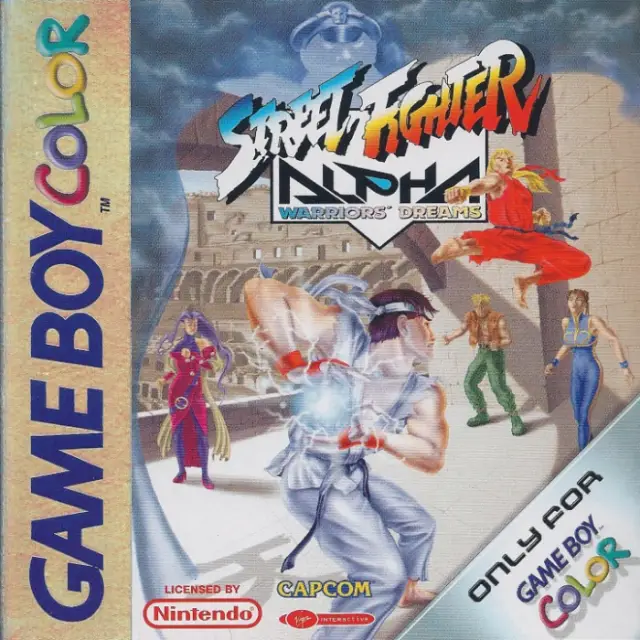 GAME BOY COLOR
TM
STREET FIGHTER
ALPHA
WARRIORS' DREAMS
ONLY FOR
GAME BOY
COLOR
LICENSED BY
Nintendo
CAPCOM
Virgin interactive